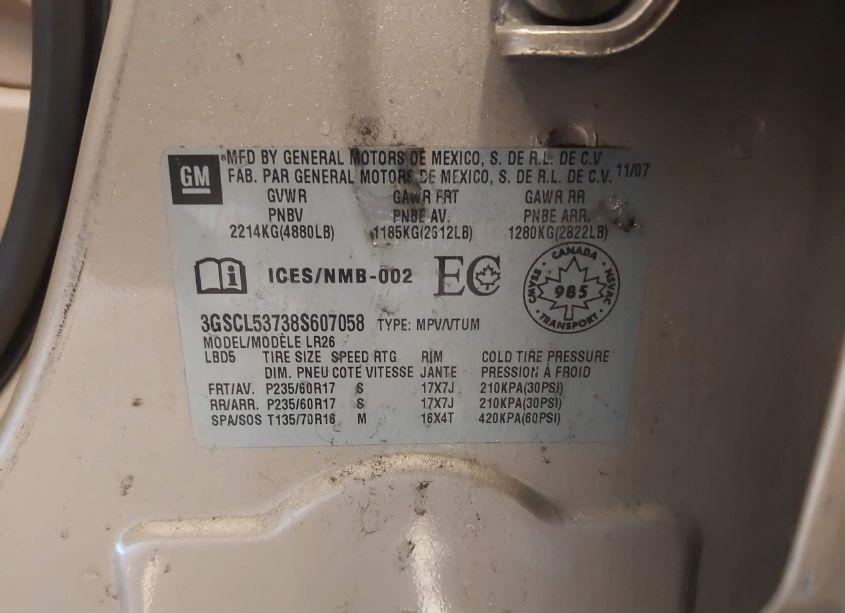 GM
MFD BY GENERAL MOTORS DE MEXICO, S. DE R.L. DE C.V
FAB. PAR GENERAL MOTORS DE MEXICO, S. DE R.L. DE C.V. 11/07
GVWR GAWR FRT GAWR RR
PNBV PNBE AV. PNBE ARR.
2214KG(4880LB) 1185KG(2612LB) 1280KG(2822LB)
i ICES/NMB-002 EC
CANADA
CMVSS 985 NSVAC
TRANSPORT
3GSCL53738S607058 TYPE: MPV/VTUM
MODEL/MODÈLE LR26
LBD5 TIRE SIZE SPEED RTG RIM COLD TIRE PRESSURE
DIM. PNEU COTE VITESSE JANTE PRESSION À FROID
FRT/AV. P235/60R17 S 17X7J 210KPA(30PSI)
RR/ARR. P235/60R17 S 17X7J 210KPA(30PSI)
SPA/SOS T135/70R16 M 16X4T 420KPA(60PSI)